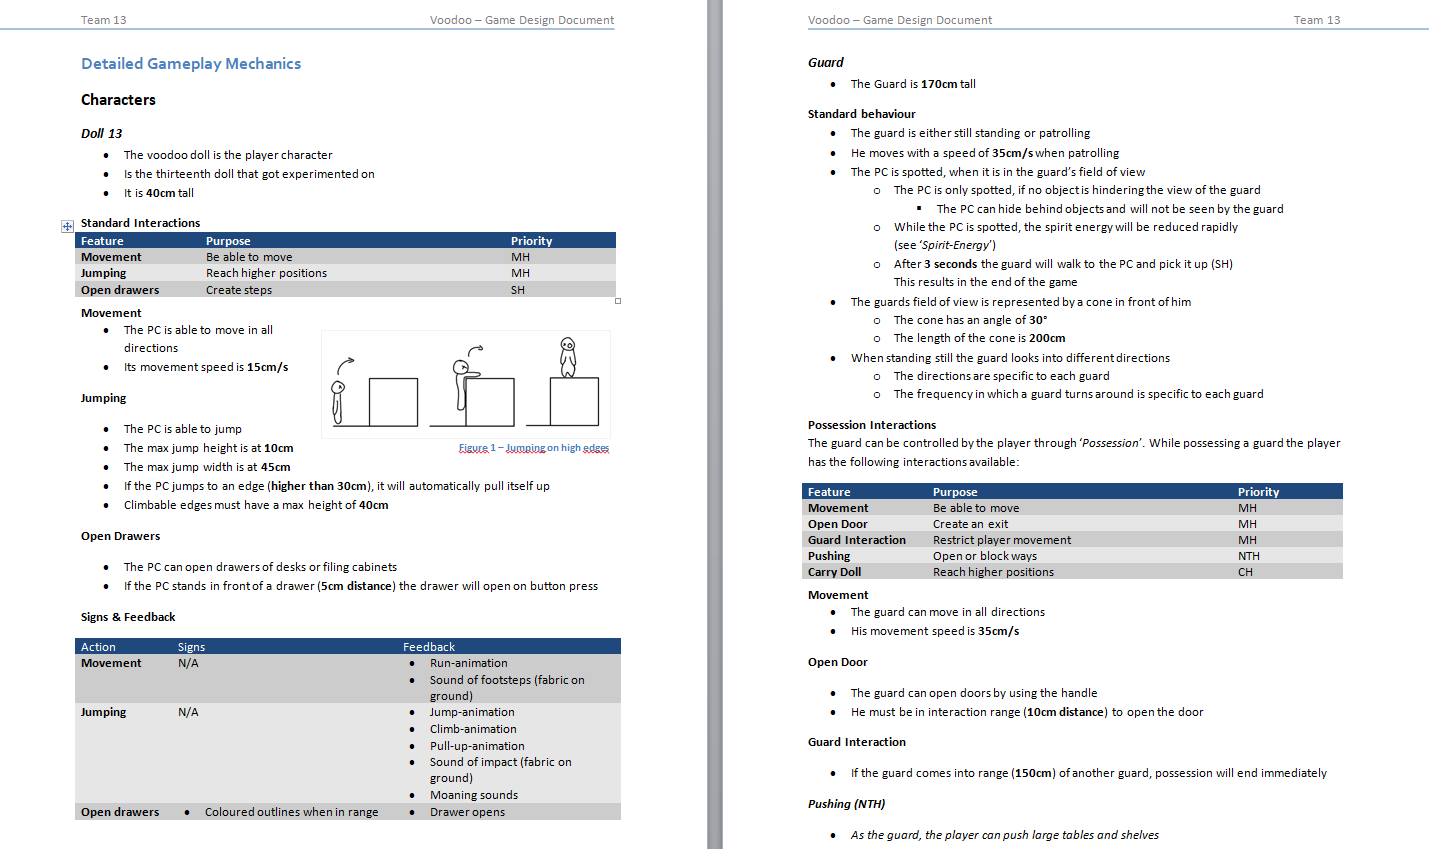 Team 13 Voodoo – Game Design Document
Detailed Gameplay Mechanics
Characters
Doll 13
• The voodoo doll is the player character
• Is the thirteenth doll that got experimented on
• It is 40cm tall
Standard Interactions
Feature Purpose Priority
Movement Be able to move MH
Jumping Reach higher positions MH
Open drawers Create steps SH
Movement
• The PC is able to move in all
directions
• Its movement speed is 15cm/s
Jumping
• The PC is able to jump
• The max jump height is at 10cm
Figure 1 – Jumping on high edges
• The max jump width is at 45cm
• If the PC jumps to an edge (higher than 30cm), it will automatically pull itself up
• Climbable edges must have a max height of 40cm
Open Drawers
• The PC can open drawers of desks or filing cabinets
• If the PC stands in front of a drawer (5cm distance) the drawer will open on button press
Signs & Feedback
Action Signs Feedback
Movement N/A • Run-animation
• Sound of footsteps (fabric on
ground)
Jumping N/A • Jump-animation
• Climb-animation
• Pull-up-animation
• Sound of impact (fabric on
ground)
• Moaning sounds
Open drawers • Coloured outlines when in range • Drawer opens
Voodoo – Game Design Document Team 13
Guard
• The Guard is 170cm tall
Standard behaviour
• The guard is either still standing or patrolling
• He moves with a speed of 35cm/s when patrolling
• The PC is spotted, when it is in the guard's field of view
o The PC is only spotted, if no object is hindering the view of the guard
▪ The PC can hide behind objects and will not be seen by the guard
o While the PC is spotted, the spirit energy will be reduced rapidly
(see 'Spirit-Energy')
o After 3 seconds the guard will walk to the PC and pick it up (SH)
This results in the end of the game
• The guards field of view is represented by a cone in front of him
o The cone has an angle of 30°
o The length of the cone is 200cm
• When standing still the guard looks into different directions
o The directions are specific to each guard
o The frequency in which a guard turns around is specific to each guard
Possession Interactions
The guard can be controlled by the player through 'Possession'. While possessing a guard the player
has the following interactions available:
Feature Purpose Priority
Movement Be able to move MH
Open Door Create an exit MH
Guard Interaction Restrict player movement MH
Pushing Open or block ways NTH
Carry Doll Reach higher positions CH
Movement
• The guard can move in all directions
• His movement speed is 35cm/s
Open Door
• The guard can open doors by using the handle
• He must be in interaction range (10cm distance) to open the door
Guard Interaction
• If the guard comes into range (150cm) of another guard, possession will end immediately
Pushing (NTH)
• As the guard, the player can push large tables and shelves